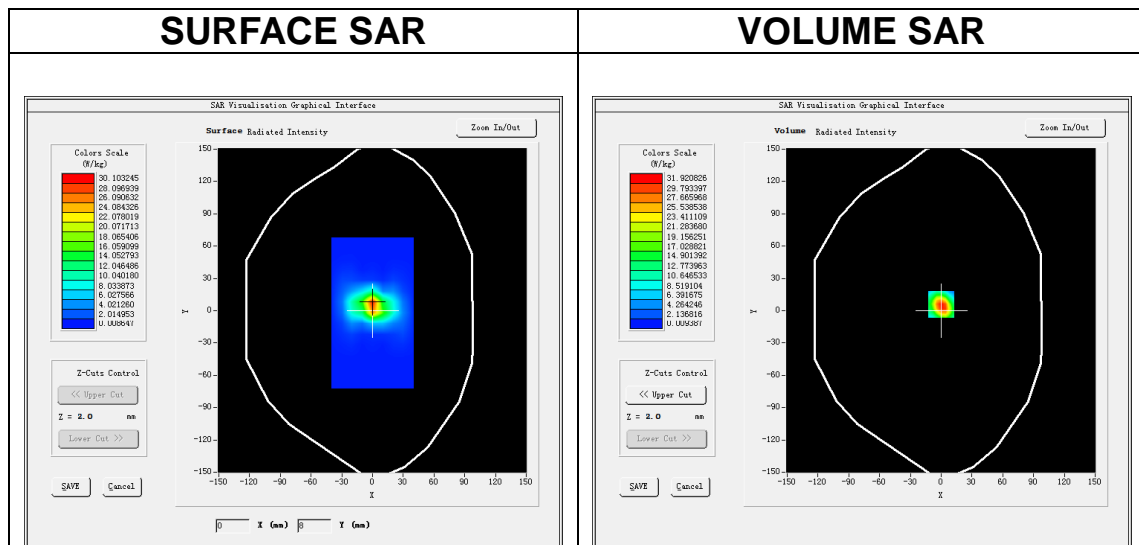 SURFACE SAR
SAR Visualisation Graphical Interface
Surface Radiated Intensity
Zoom In/Out
Colors Scale
(W/kg)
30.103245
28.096939
26.090632
24.084326
22.078019
20.071713
18.065406
16.059099
14.052793
12.046486
10.040180
8.033873
6.027566
4.021260
2.014953
0.008647
Z-Cuts Control
<< Upper Cut
Z = 2.0 mm
Lower Cut >>
SAVE Cancel
150
120
90
60
30
0
-30
-60
-90
-120
-150
Y
-150 -120 -90 -60 -30 0 30 60 90 120 150
X
0 X (mm) 8 Y (mm)
VOLUME SAR
SAR Visualisation Graphical Interface
Volume Radiated Intensity
Zoom In/Out
Colors Scale
(W/kg)
31.920826
29.793397
27.665968
25.538538
23.411109
21.283680
19.156251
17.028821
14.901392
12.773963
10.646533
8.519104
6.391675
4.264246
2.136816
0.009387
Z-Cuts Control
<< Upper Cut
Z = 2.0 mm
Lower Cut >>
SAVE Cancel
150
120
90
60
30
0
-30
-60
-90
-120
-150
Y
-150 -120 -90 -60 -30 0 30 60 90 120 150
X